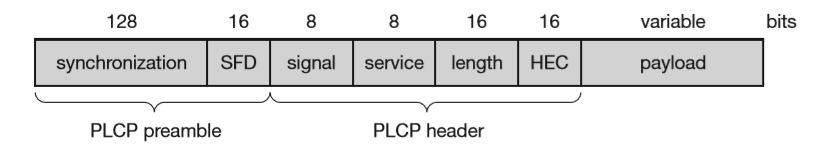 128 16 8 8 16 16 variable bits
synchronization SFD signal service length HEC payload
PLCP preamble PLCP header